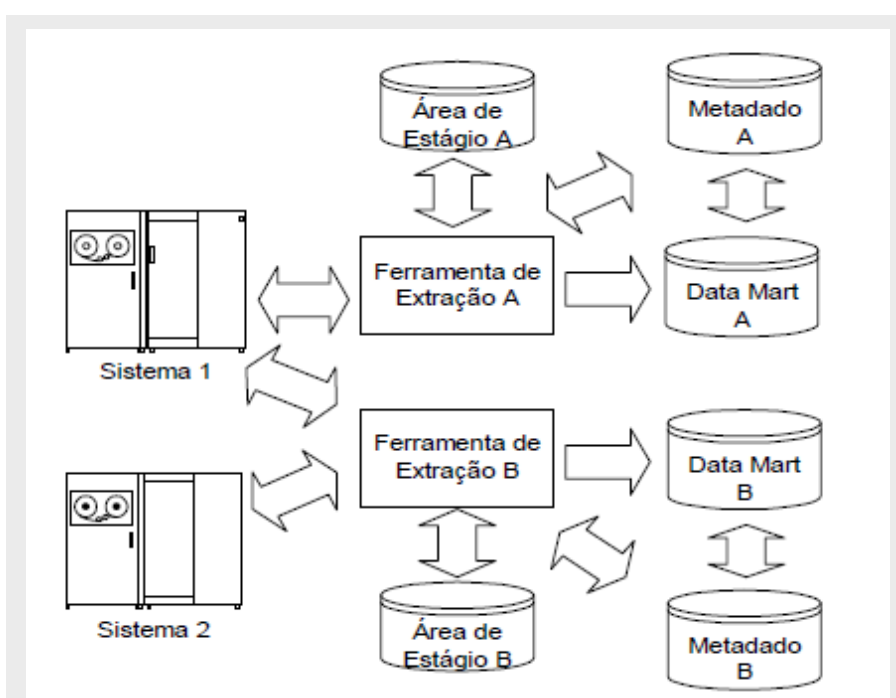 Área de
Estágio A
Metadado
A
Ferramenta de
Extração A
Data Mart
A
Sistema 1
Ferramenta de
Extração B
Data Mart
B
Sistema 2
Área de
Estágio B
Metadado
B